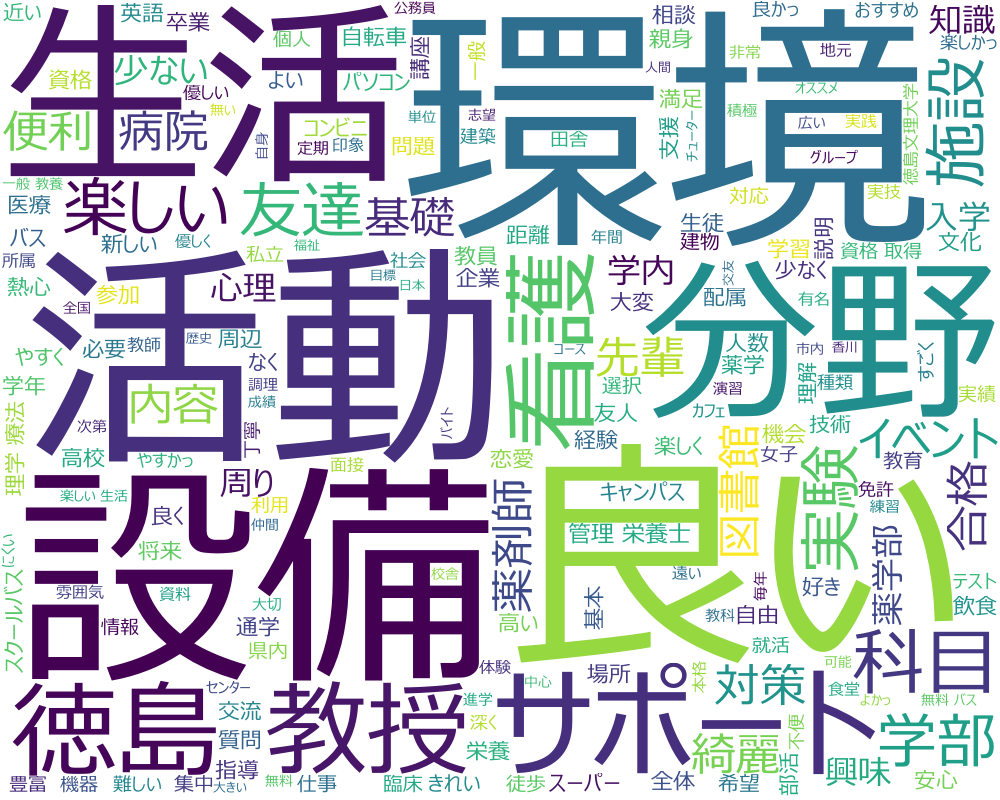 近い
英語
卒業
公務員
相談
良かっ
おすすめ
知識
楽しかっ
生活
環境
個人
自転車
講座
一般
親身
非常
地元
人間
資格
少ない
優しい
よい
パソコン
満足
積極
オススメ
施設
徳島文理大学
便利
病院
無い
コンビニ
単位
志望
支援
チューター
広い
実践
自身
定期
印象
問題
建築
田舎
グループ
一般 教養
医療
楽しい
友達
基礎
対応
実技
入学
バス
新しい
優しく
福祉
距離
年間
生徒
建物
学習
説明
資格 取得
文化
所属
私立
社会
教員
看護
学内
交友
少なく
分野
熱心
全国
参加
心理
目標
日本
企業
大変
配属
有名
活動
必要
教師
歴史
周辺
コース
先輩
人数
市内
香川
すごく
やすく
なく
薬学
理解
種類
学年
内容
調理
成績
選択
演習
実績
理学 療法
次第
丁寧
バイト
友人
カフェ
技術
イベント
高校
やすかっ
経験
楽しく
機会
女子
教育
面接
恋愛
図書館
実験
設備
周り
良い
合格
楽しい 生活
良く
利用
仲間
薬剤師
キャンパス
免許
練習
スクールバス
にくい
将来
管理 栄養士
薬学部
雰囲気
資料
校舎
遠い
毎年
好き
テスト
情報
通学
大切
高い
基本
教科
自由
飲食
県内
体験
就活
可能
科目
徳島
センター
教授
中心
サポート
場所
本格
対策
食堂
よかっ
無料 バス
交流
進学
深く
綺麗
不便
学部
質問
栄養
部活
豊富
機器
難しい
集中
指導
大きい
無料
仕事
臨床
きれい
徒歩
スーパー
全体
希望
興味
安心